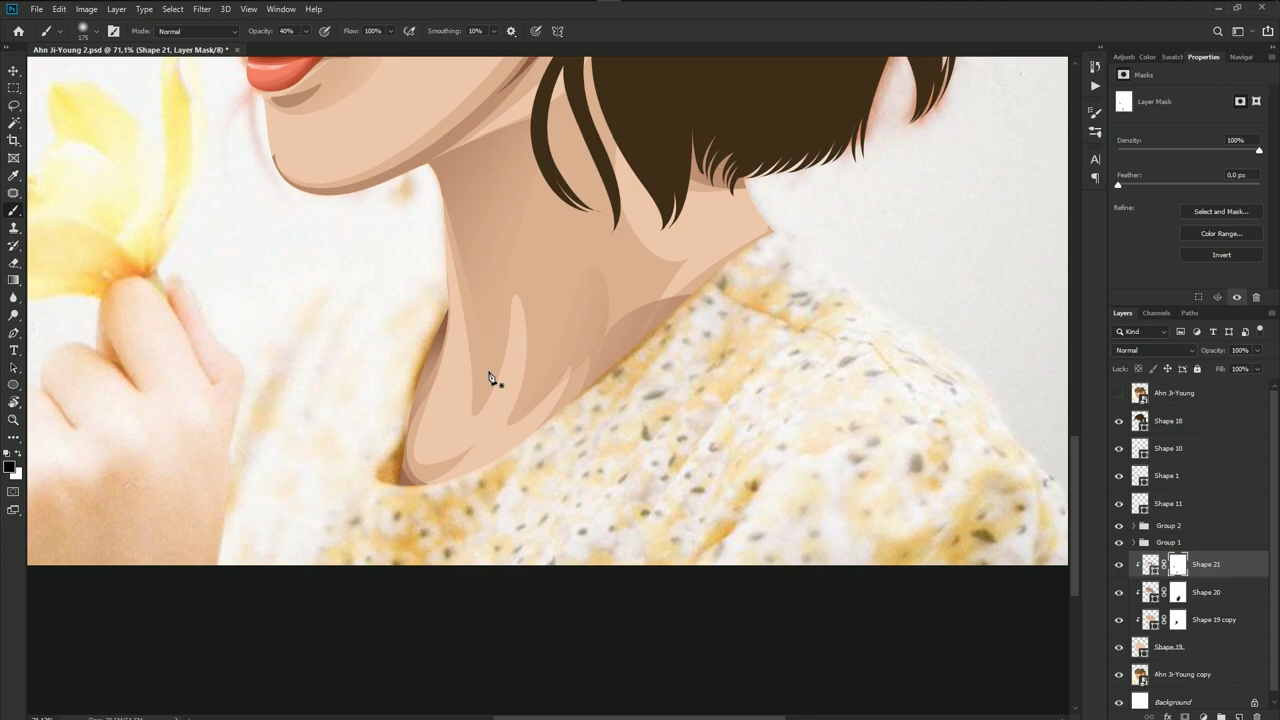 Ps File Edit Image Layer Type Select Filter 3D View Window Help
175 Mode: Normal Opacity: 40% Flow: 100% Smoothing: 10%
Ahn Ji-Young 2.psd @ 71,1% (Shape 21, Layer Mask/8) * ×
Adjust Color Swatc Properties Navigat
Masks
Layer Mask
Density: 100%
Feather: 0,0 px
Refine: Select and Mask...
Color Range...
Invert
Layers Channels Paths
Kind
Normal Opacity: 100%
Lock: Fill: 100%
Ahn Ji-Young
Shape 18
Shape 10
Shape 1
Shape 11
Group 2
Group 1
Shape 21
Shape 20
Shape 19 copy
Shape 19
Ahn Ji-Young copy
Background
fx